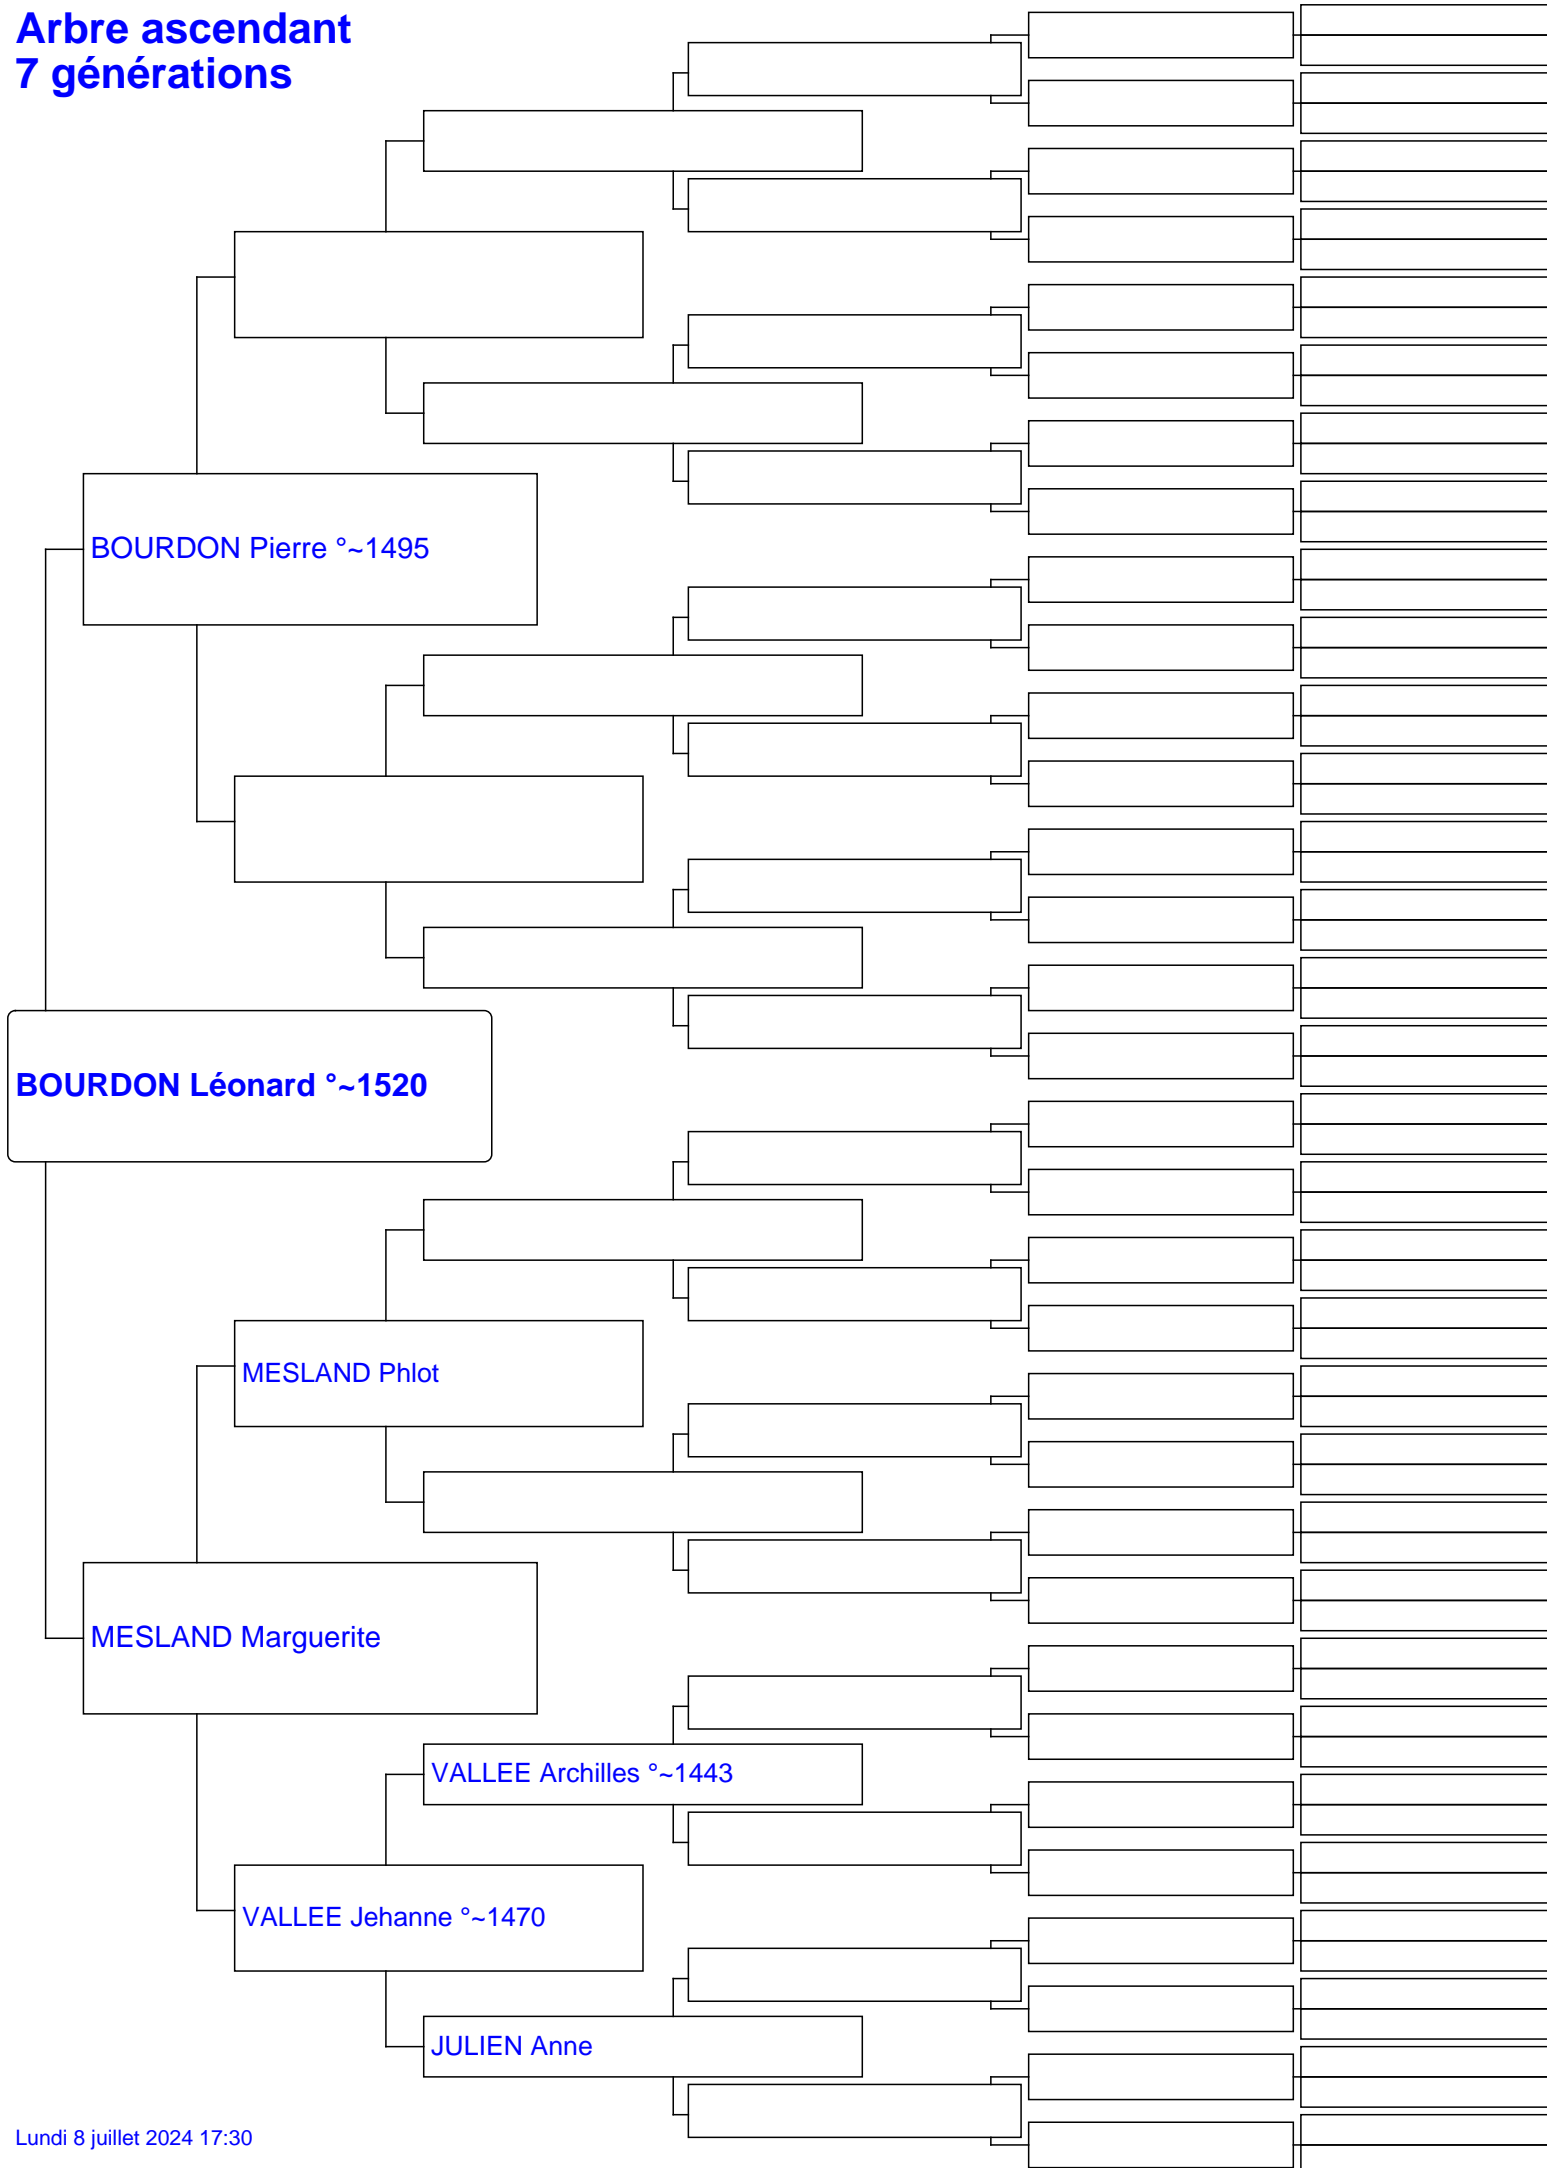 Arbre ascendant
7 générations
BOURDON Pierre °~1495
BOURDON Léonard °~1520
MESLAND Phlot
MESLAND Marguerite
VALLEE Archilles °~1443
VALLEE Jehanne °~1470
JULIEN Anne
Lundi 8 juillet 2024 17:30